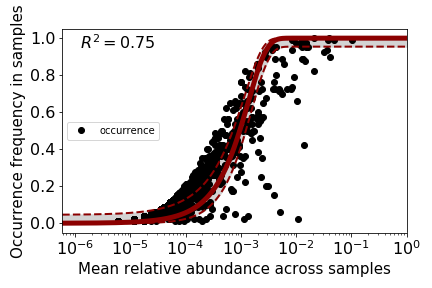 R² = 0.75
1.0
0.8
0.6
0.4
0.2
0.0
occurrence
Occurrence frequency in samples
10⁻⁶ 10⁻⁵ 10⁻⁴ 10⁻³ 10⁻² 10⁻¹ 10⁰
Mean relative abundance across samples